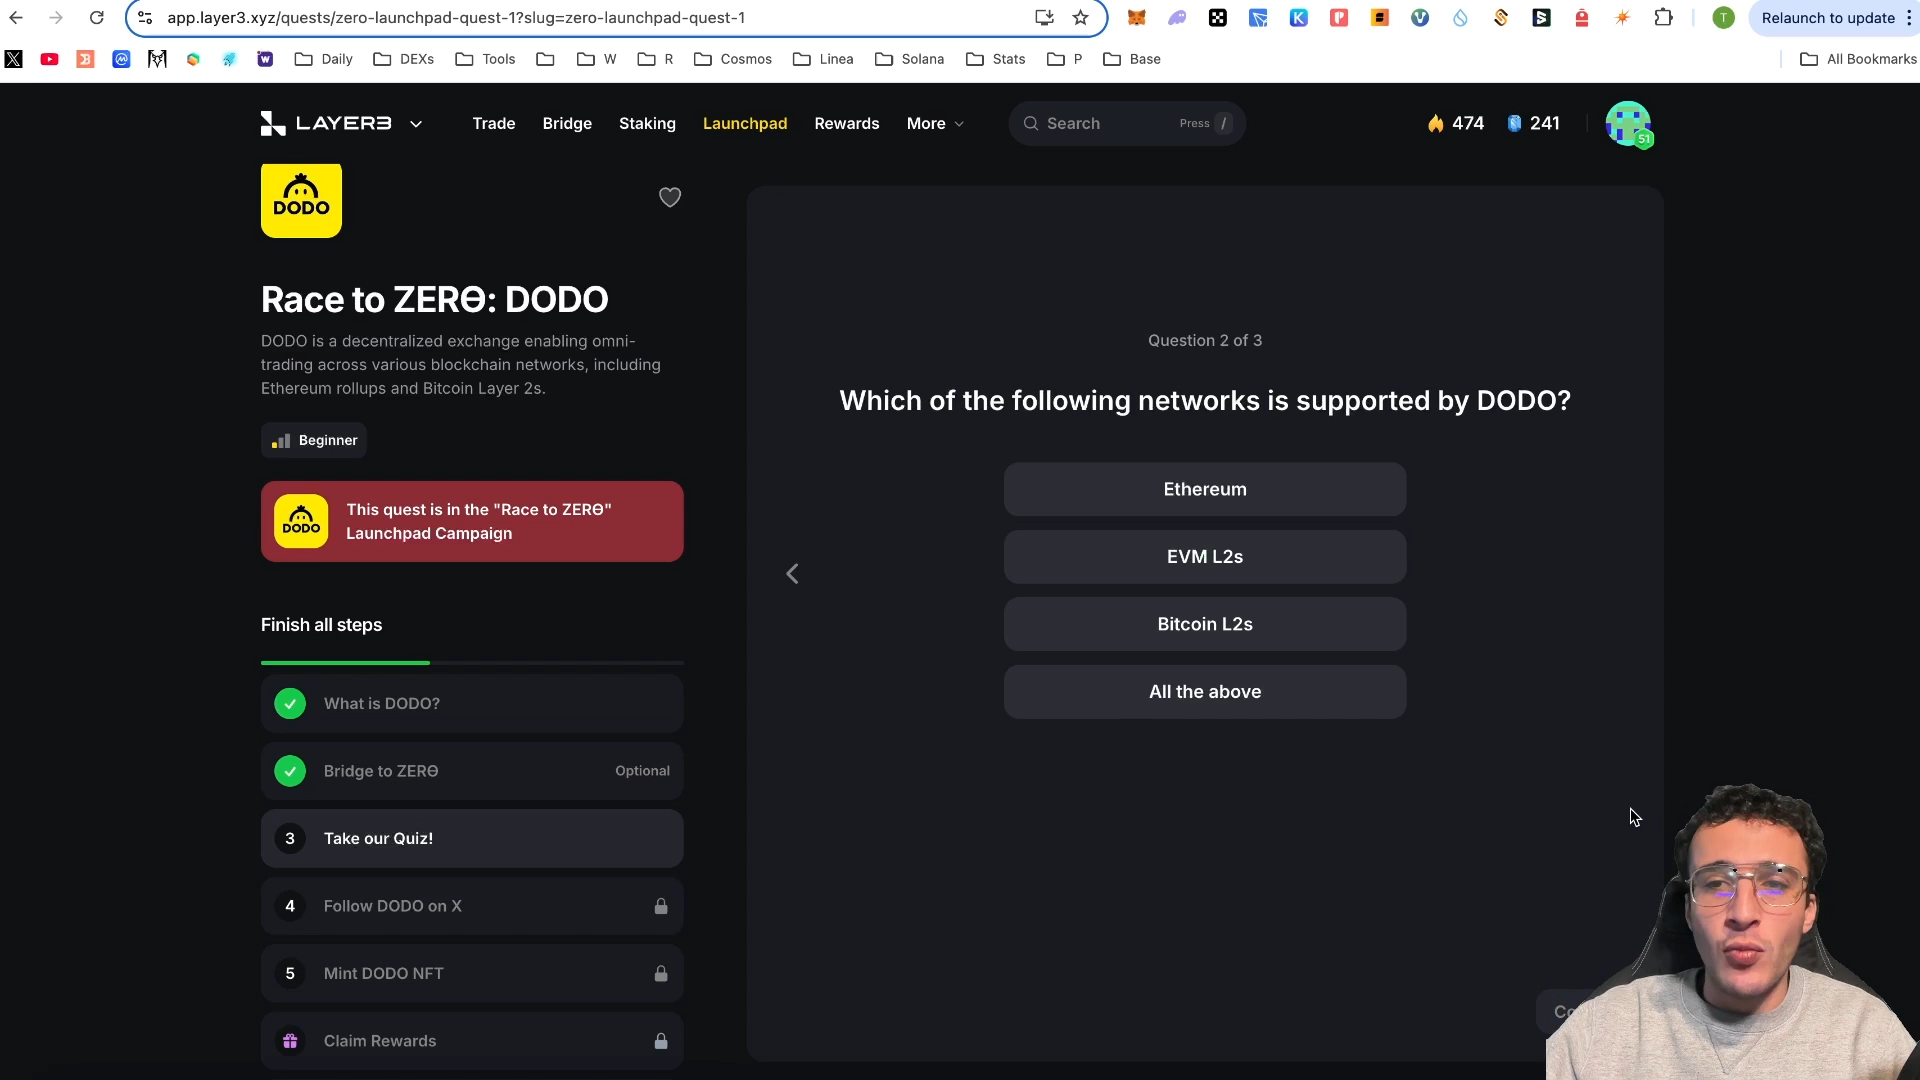 app.layer3.xyz/quests/zero-launchpad-quest-1?slug=zero-launchpad-quest-1
T
Relaunch to update
Daily
DEXs
Tools
W
R
Cosmos
Linea
Solana
Stats
P
Base
All Bookmarks
LAYER3
Trade
Bridge
Staking
Launchpad
Rewards
More
Search
Press /
474
241
51
DODO
Race to ZERϴ: DODO
DODO is a decentralized exchange enabling omni-
trading across various blockchain networks, including
Ethereum rollups and Bitcoin Layer 2s.
Beginner
DODO
This quest is in the "Race to ZERϴ"
Launchpad Campaign
Finish all steps
What is DODO?
Bridge to ZERϴ
Optional
3
Take our Quiz!
4
Follow DODO on X
5
Mint DODO NFT
Claim Rewards
Question 2 of 3
Which of the following networks is supported by DODO?
Ethereum
EVM L2s
Bitcoin L2s
All the above